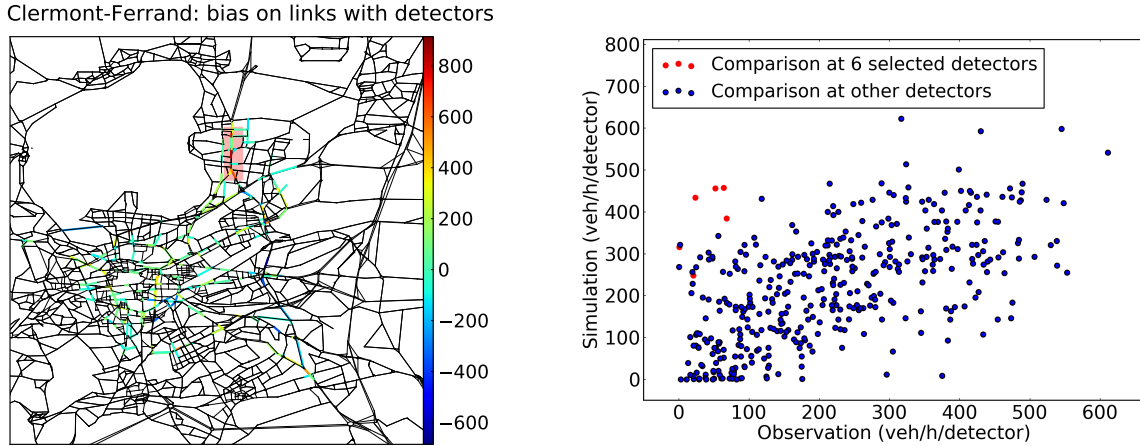 Clermont-Ferrand: bias on links with detectors
800
600
400
200
0
−200
−400
−600
Simulation (veh/h/detector)
800
700
600
500
400
300
200
100
0
Comparison at 6 selected detectors
Comparison at other detectors
0 100 200 300 400 500 600
Observation (veh/h/detector)